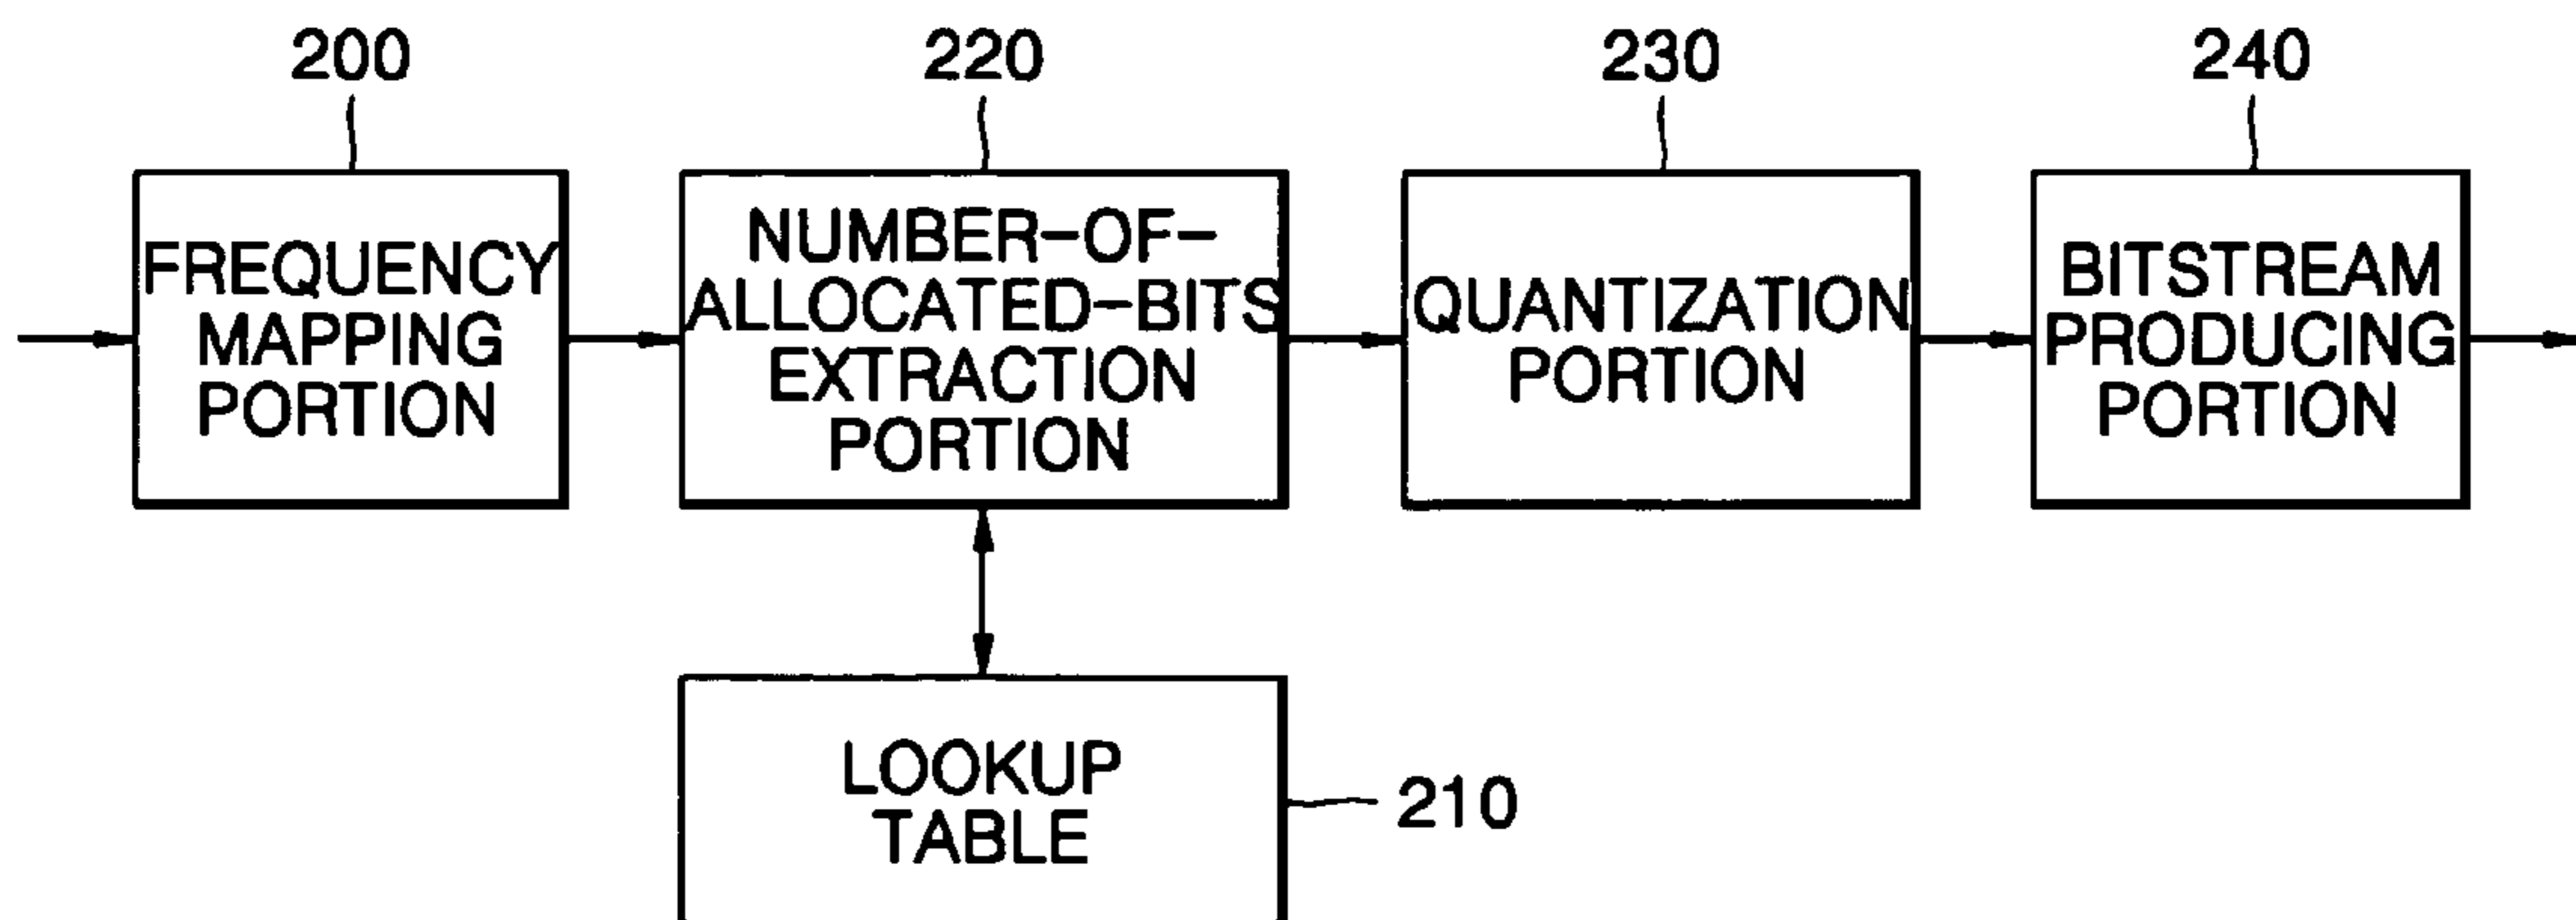 200
220
230
240
FREQUENCY
MAPPING
PORTION
NUMBER-OF-
ALLOCATED-BITS
EXTRACTION
PORTION
QUANTIZATION
PORTION
BITSTREAM
PRODUCING
PORTION
LOOKUP
TABLE
210